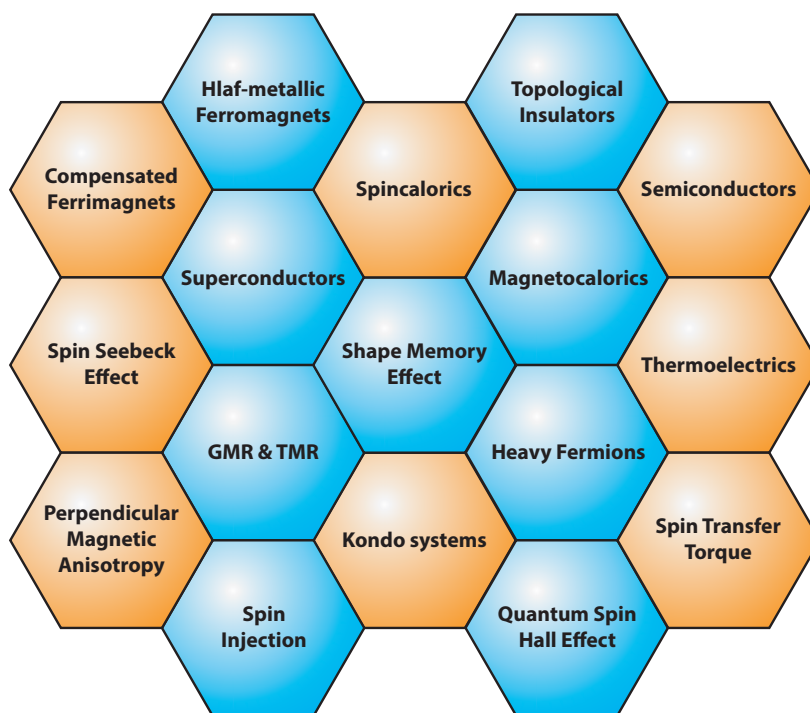 Hlaf-metallic
Ferromagnets
Topological
Insulators
Compensated
Ferrimagnets
Spincalorics
Semiconductors
Superconductors
Magnetocalorics
Spin Seebeck
Effect
Shape Memory
Effect
Thermoelectrics
GMR & TMR
Heavy Fermions
Perpendicular
Magnetic
Anisotropy
Kondo systems
Spin Transfer
Torque
Spin
Injection
Quantum Spin
Hall Effect